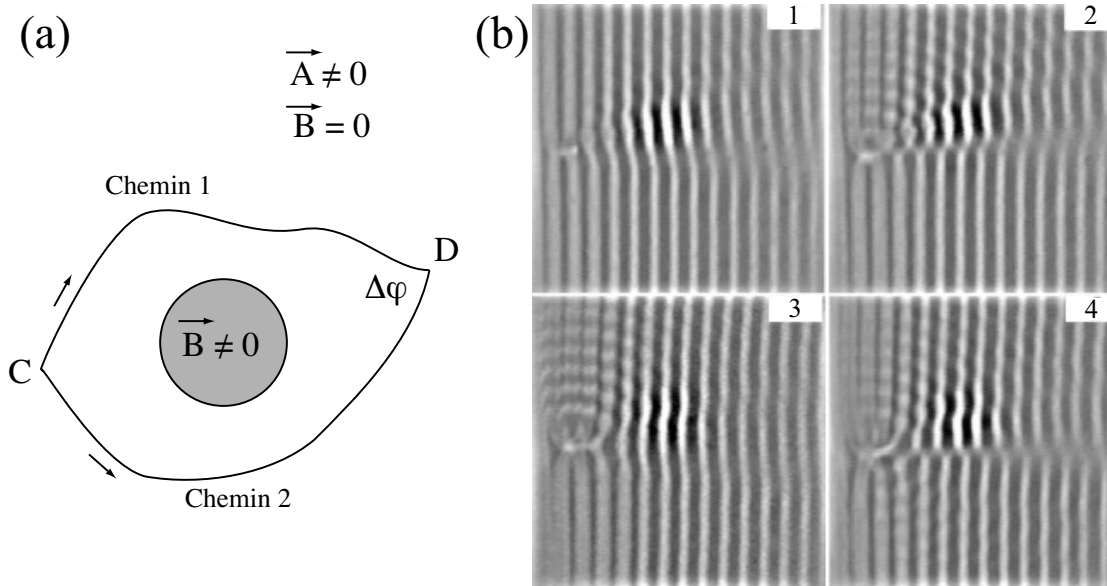 (a)
A ≠ 0
B = 0
Chemin 1
D
Δφ
B ≠ 0
C
Chemin 2
(b)
1
2
3
4